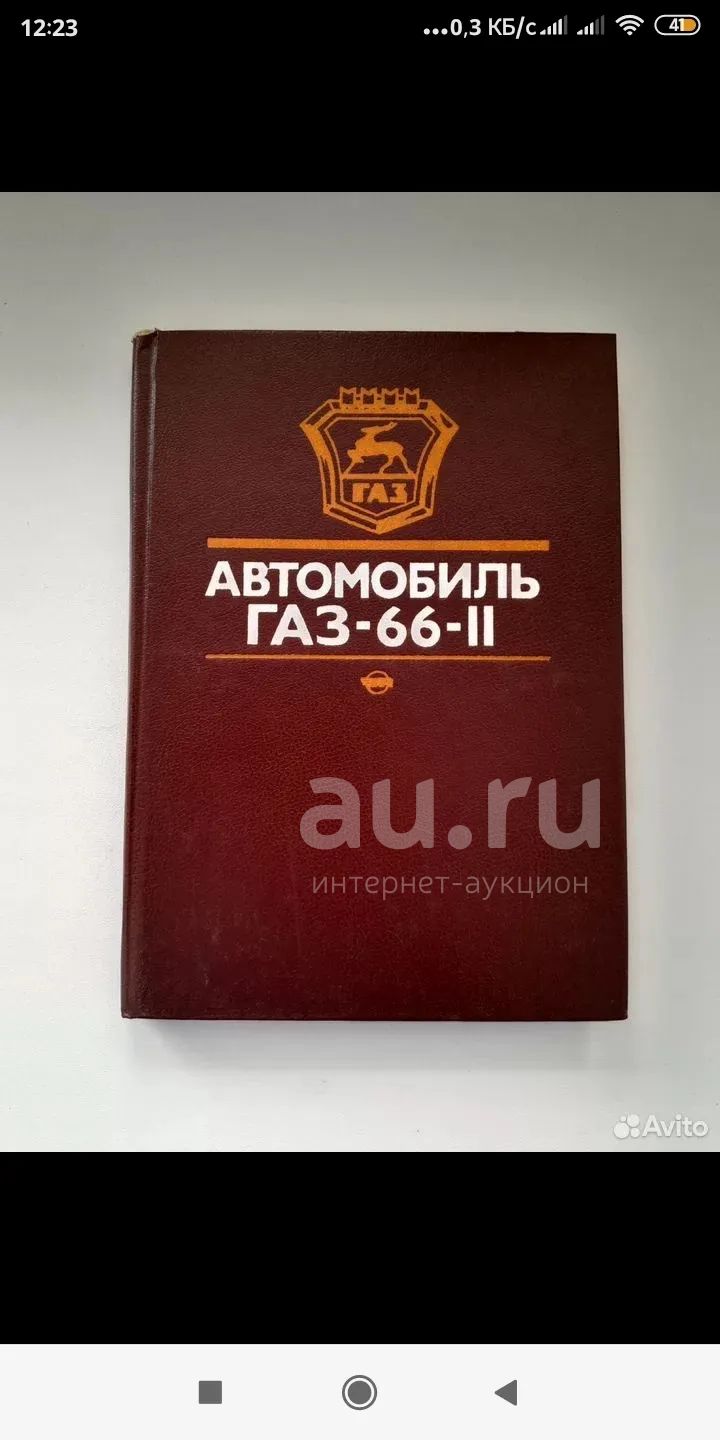 12:23
...0,3 КБ/с
41
ГАЗ
АВТОМОБИЛЬ
ГАЗ-66-II
au.ru
интернет-аукцион
Avito